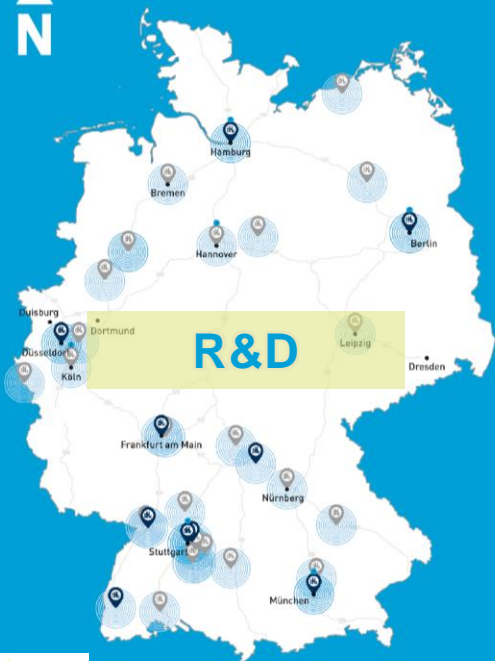 N
Hamburg
Bremen
Hannover
Berlin
Duisburg
Dortmund
R&D
Leipzig
Düsseldorf
Köln
Dresden
Frankfurt am Main
Nürnberg
Stuttgart
München